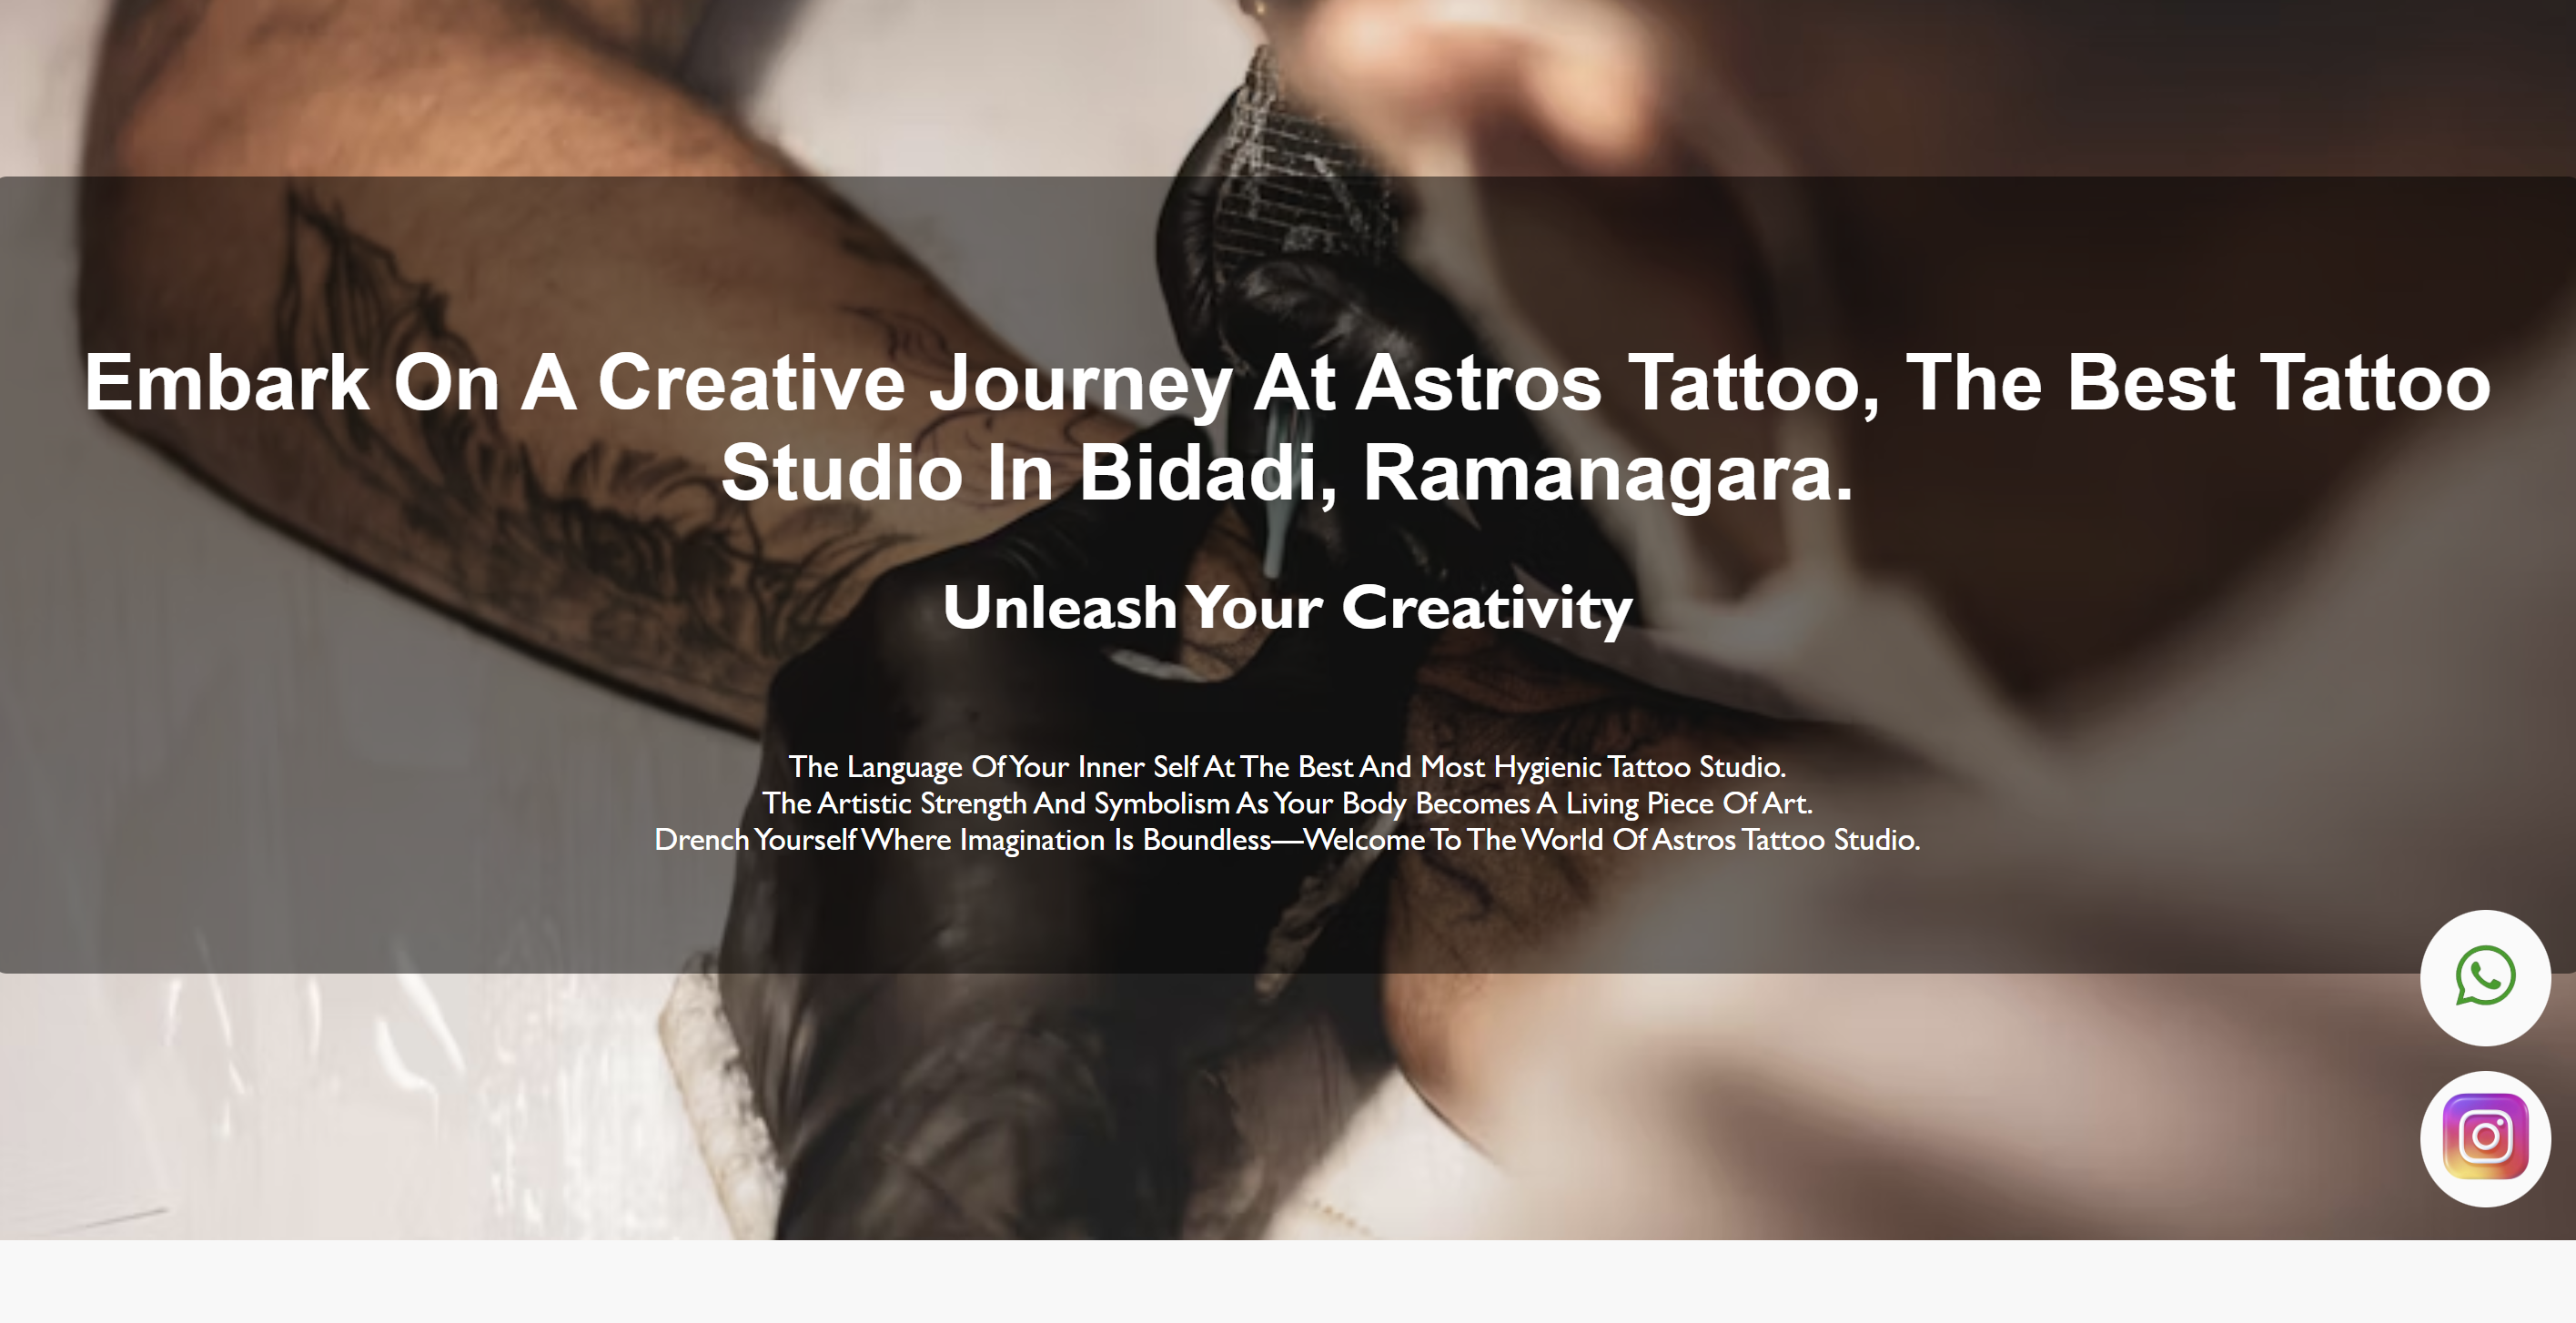 Embark On A Creative Journey At Astros Tattoo, The Best Tattoo
Studio In Bidadi, Ramanagara.
Unleash Your Creativity
The Language Of Your Inner Self At The Best And Most Hygienic Tattoo Studio.
The Artistic Strength And Symbolism As Your Body Becomes A Living Piece Of Art.
Drench Yourself Where Imagination Is Boundless—Welcome To The World Of Astros Tattoo Studio.